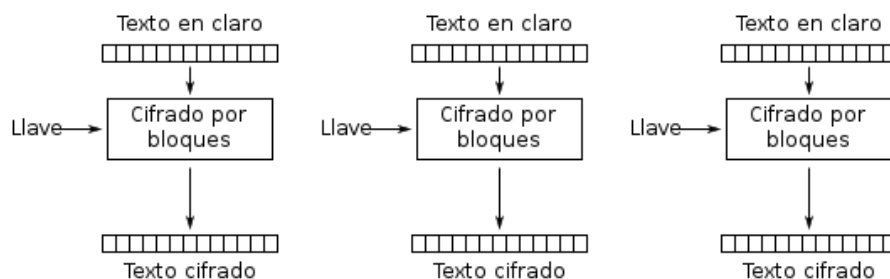 Texto en claro
Texto en claro
Texto en claro
Llave
Cifrado por
bloques
Llave
Cifrado por
bloques
Llave
Cifrado por
bloques
Texto cifrado
Texto cifrado
Texto cifrado